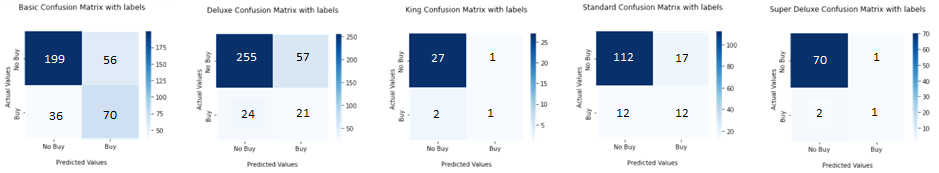 Basic Confusion Matrix with labels
Actual Values
No Buy
Buy
199
56
36
70
175
150
125
100
75
50
No Buy
Buy
Predicted Values
Deluxe Confusion Matrix with labels
Actual Values
No Buy
Buy
255
57
24
21
250
200
150
100
50
No Buy
Buy
Predicted Values
King Confusion Matrix with labels
Actual Values
No Buy
Buy
27
1
2
1
25
20
15
10
5
No Buy
Buy
Predicted Values
Standard Confusion Matrix with labels
Actual Values
No Buy
Buy
112
17
12
12
100
80
60
40
20
No Buy
Buy
Predicted Values
Super Deluxe Confusion Matrix with labels
Actual Values
No Buy
Buy
70
1
2
1
70
60
50
40
30
20
10
No Buy
Buy
Predicted Values